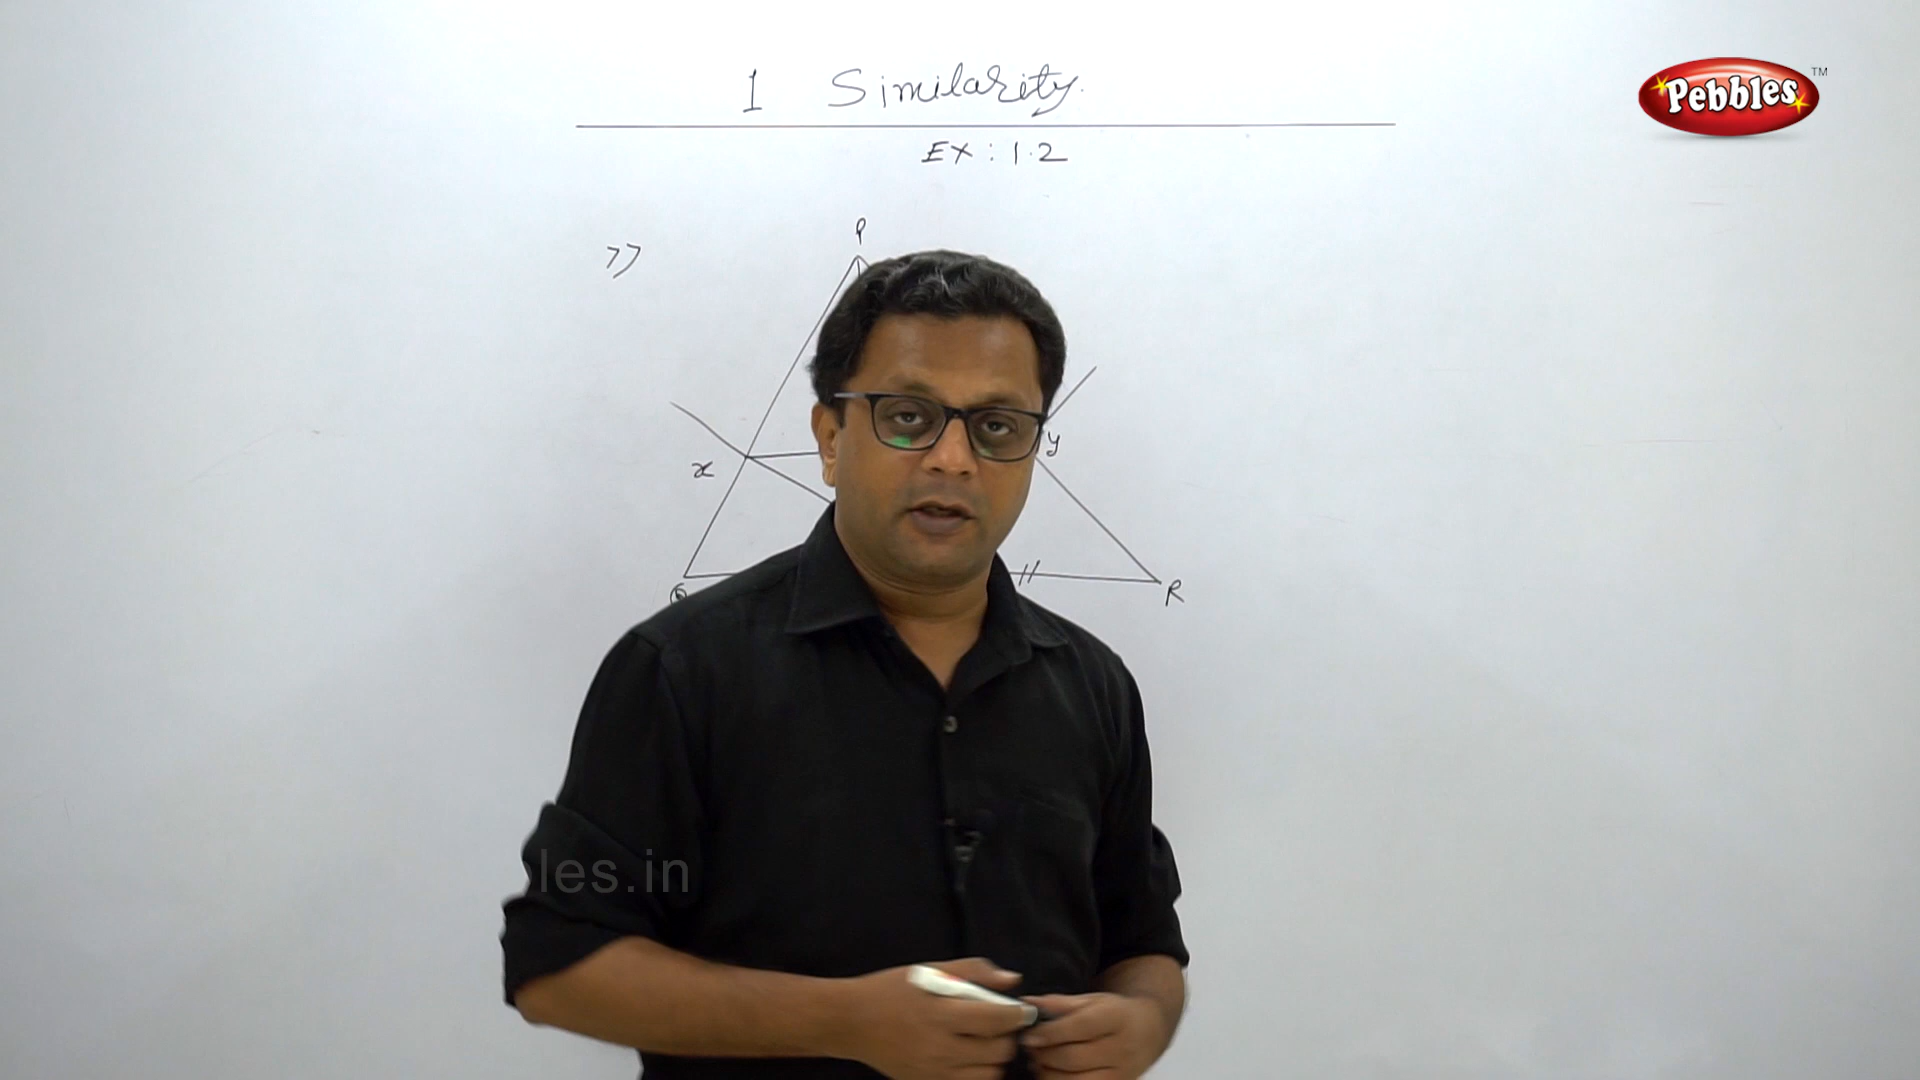 Pebbles TM
1 Similarity.
EX : 1.2
7)
P
x
y
Q
R
les.in